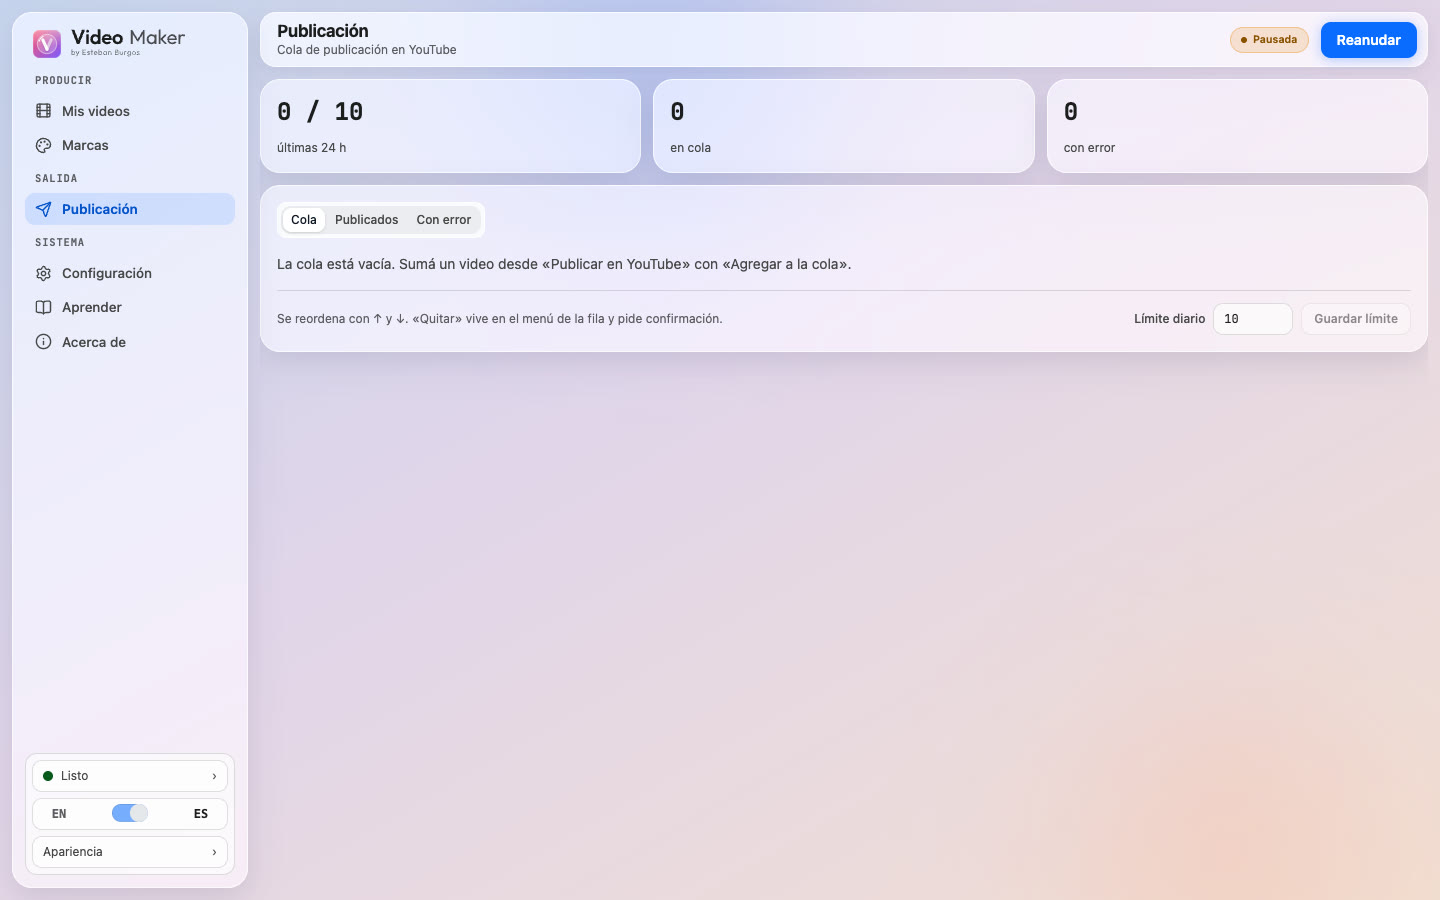 Video Maker
by Esteban Burgos
PRODUCIR
Mis videos
Marcas
SALIDA
Publicación
SISTEMA
Configuración
Aprender
Acerca de
Listo
EN ES
Apariencia
Publicación
Cola de publicación en YouTube
Pausada
Reanudar
0 / 10
últimas 24 h
0
en cola
0
con error
Cola Publicados Con error
La cola está vacía. Sumá un video desde «Publicar en YouTube» con «Agregar a la cola».
Se reordena con ↑ y ↓. «Quitar» vive en el menú de la fila y pide confirmación.
Límite diario 10 Guardar límite